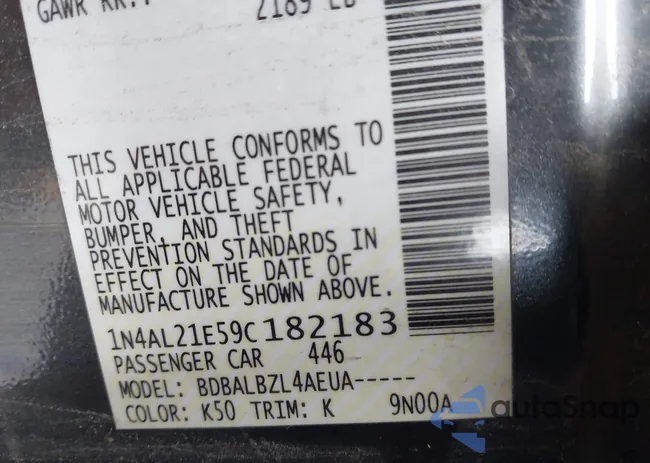 GAWR RR.: 2189 LB
THIS VEHICLE CONFORMS TO
ALL APPLICABLE FEDERAL
MOTOR VEHICLE SAFETY,
BUMPER, AND THEFT
PREVENTION STANDARDS IN
EFFECT ON THE DATE OF
MANUFACTURE SHOWN ABOVE.
1N4AL21E59C182183
PASSENGER CAR 446
MODEL: BDBALBZL4AEUA-----
COLOR: K50 TRIM: K 9N00A
autoSnap